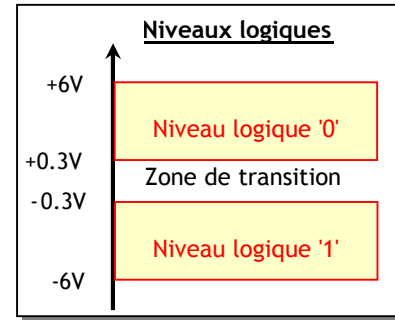 Niveaux logiques
+6V
Niveau logique '0'
+0.3V
Zone de transition
-0.3V
Niveau logique '1'
-6V